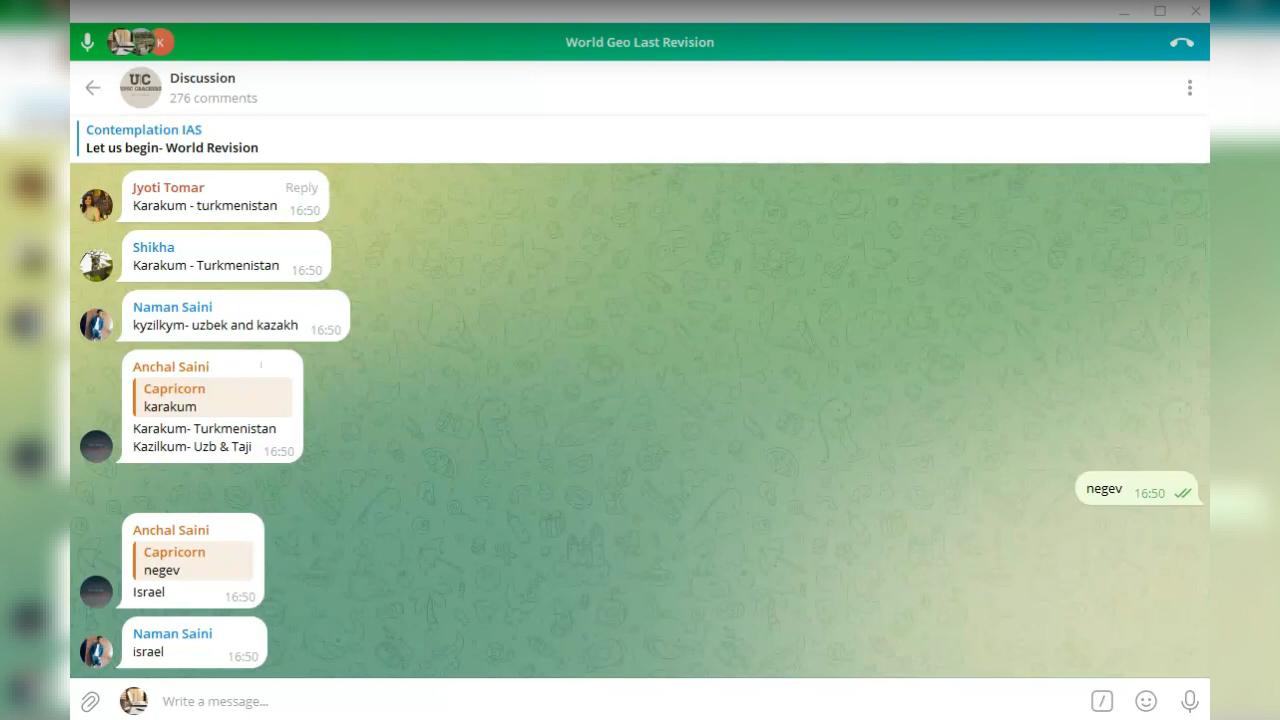 K
World Geo Last Revision
UC
Discussion
276 comments
Contemplation IAS
Let us begin- World Revision
Jyoti Tomar
Reply
Karakum - turkmenistan
16:50
Shikha
Karakum - Turkmenistan
16:50
Naman Saini
kyzilkym- uzbek and kazakh
16:50
Anchal Saini
Capricorn
karakum
Karakum- Turkmenistan
Kazilkum- Uzb & Taji
16:50
negev
16:50
Anchal Saini
Capricorn
negev
Israel
16:50
Naman Saini
israel
16:50
Write a message...